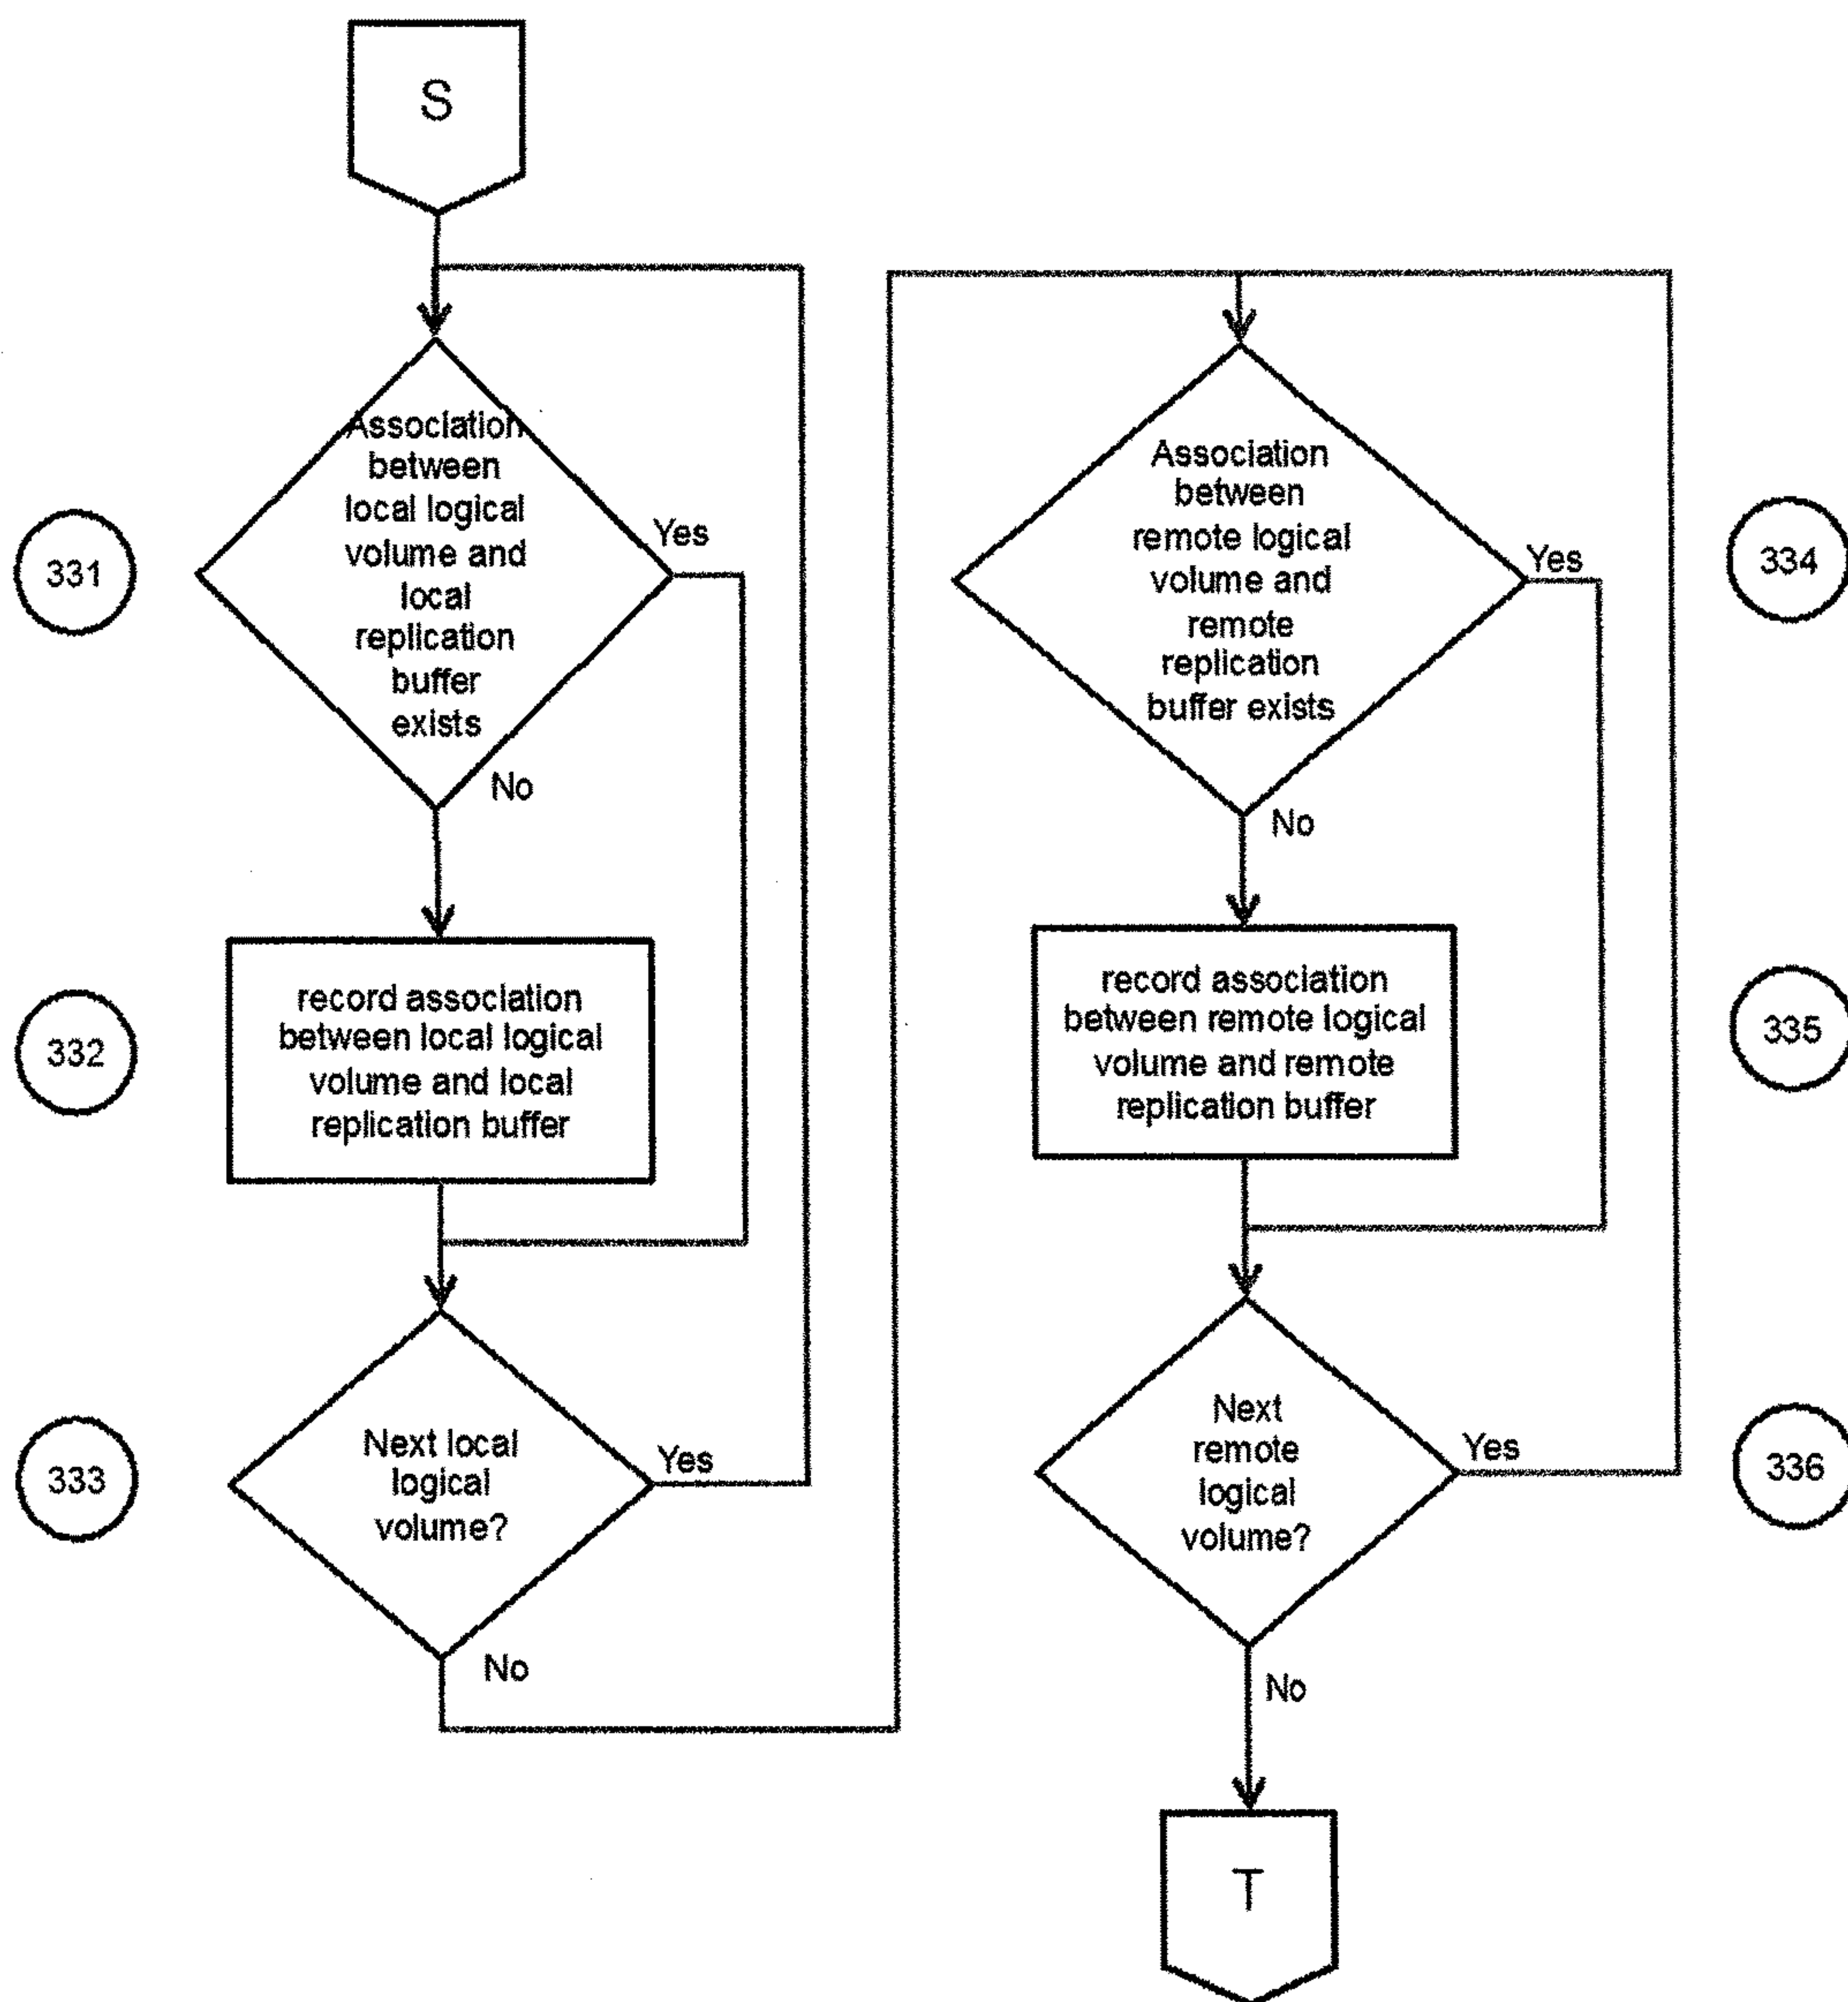 S
Association
between
local logical
volume and
local
replication
buffer
exists
Yes
No
331
record association
between local logical
volume and local
replication buffer
332
Next local
logical
volume?
Yes
No
333
Association
between
remote logical
volume and
remote
replication
buffer exists
Yes
No
334
record association
between remote logical
volume and remote
replication buffer
335
Next
remote
logical
volume?
Yes
No
336
T